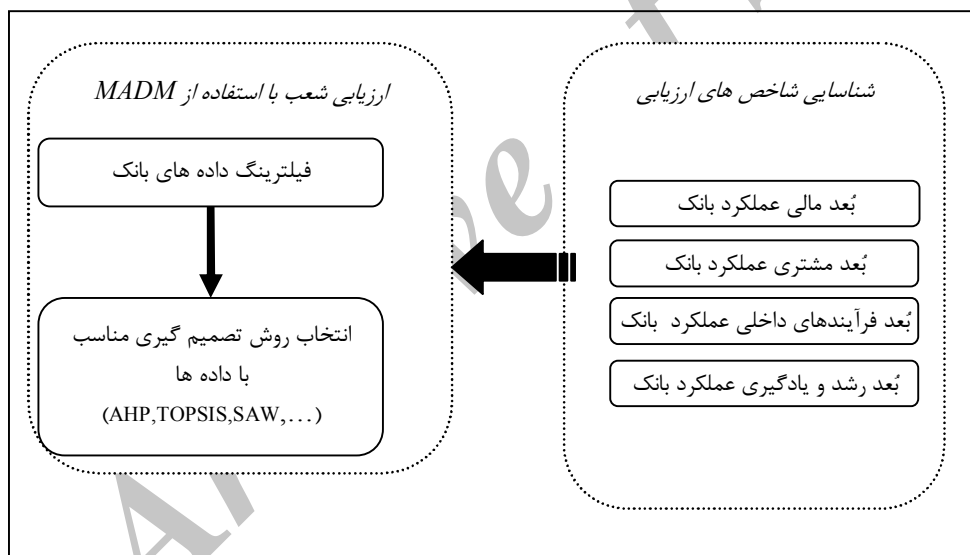 شناسایی شاخص های ارزیابی
بُعد مالی عملکرد بانک
بُعد مشتری عملکرد بانک
بُعد فرآیندهای داخلی عملکرد بانک
بُعد رشد و یادگیری عملکرد بانک
ارزیابی شعب با استفاده از MADM
فیلترینگ داده های بانک
انتخاب روش تصمیم گیری مناسب
با داده ها
(AHP,TOPSIS,SAW,...)